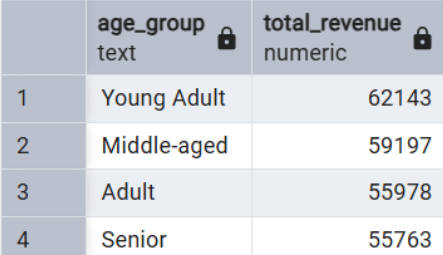 age_group total_revenue
text numeric
1 Young Adult 62143
2 Middle-aged 59197
3 Adult 55978
4 Senior 55763